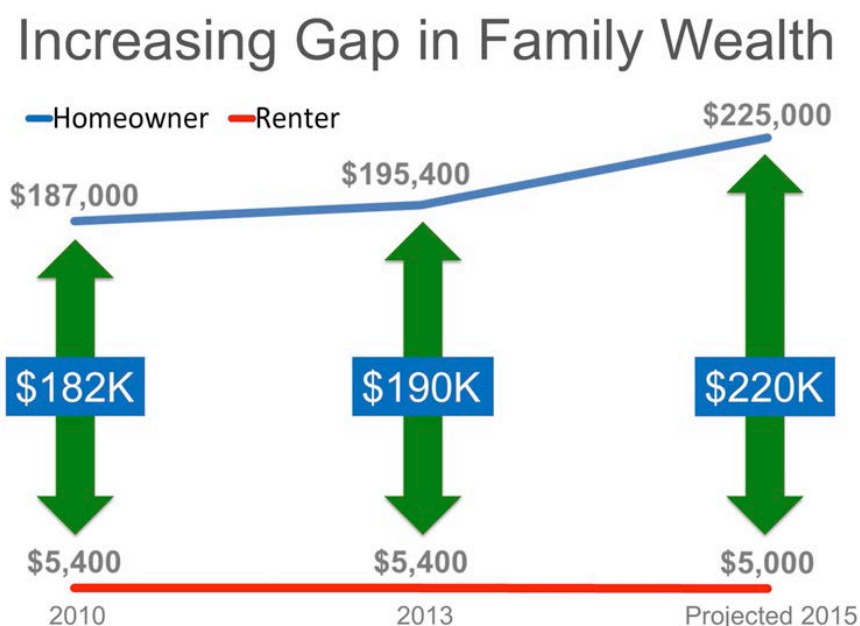 Increasing Gap in Family Wealth
Homeowner Renter
$225,000
$195,400
$187,000
$182K $190K $220K
$5,400 $5,400 $5,000
2010 2013 Projected 2015